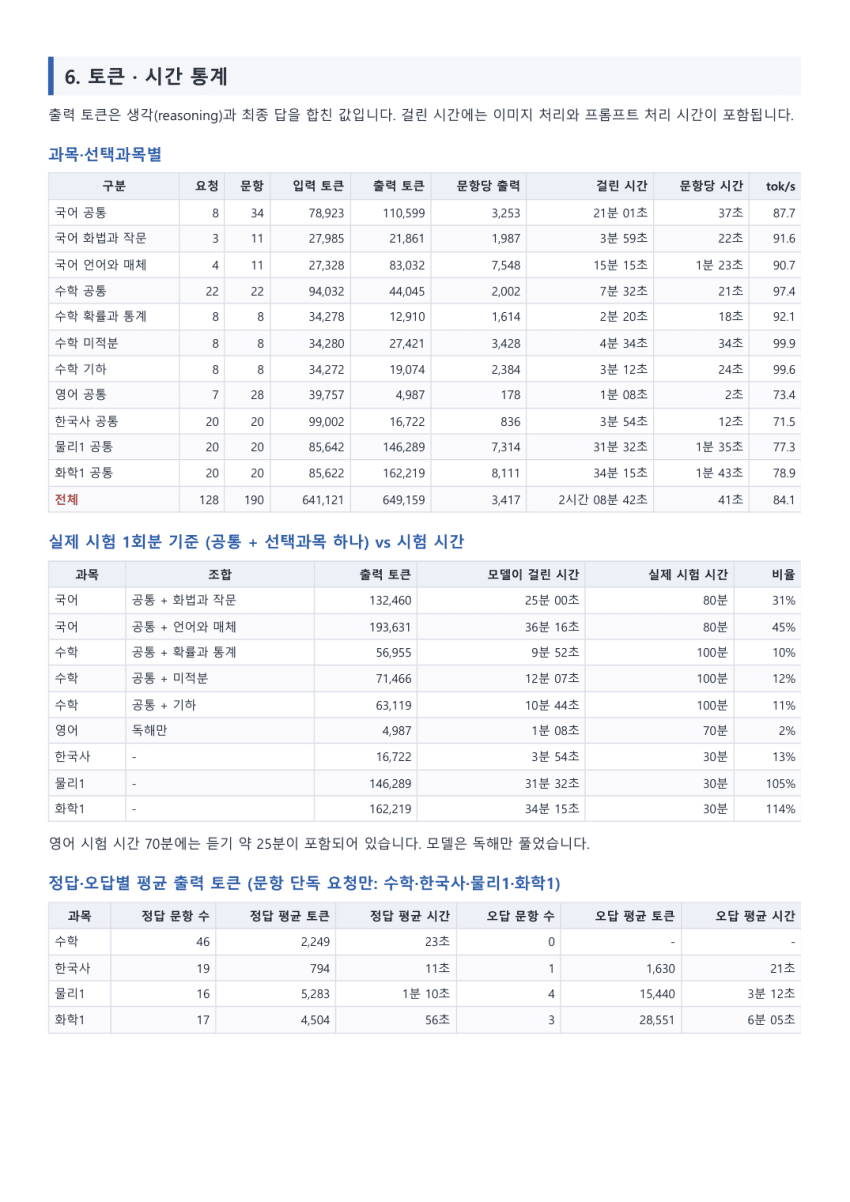 6. 토큰 · 시간 통계
출력 토큰은 생각(reasoning)과 최종 답을 합친 값입니다. 걸린 시간에는 이미지 처리와 프롬프트 처리 시간이 포함됩니다.
과목·선택과목별
구분 요청 문항 입력 토큰 출력 토큰 문항당 출력 걸린 시간 문항당 시간 tok/s
국어 공통 8 34 78,923 110,599 3,253 21분 01초 37초 87.7
국어 화법과 작문 3 11 27,985 21,861 1,987 3분 59초 22초 91.6
국어 언어와 매체 4 11 27,328 83,032 7,548 15분 15초 1분 23초 90.7
수학 공통 22 22 94,032 44,045 2,002 7분 32초 21초 97.4
수학 확률과 통계 8 8 34,278 12,910 1,614 2분 20초 18초 92.1
수학 미적분 8 8 34,280 27,421 3,428 4분 34초 34초 99.9
수학 기하 8 8 34,272 19,074 2,384 3분 12초 24초 99.6
영어 공통 7 28 39,757 4,987 178 1분 08초 2초 73.4
한국사 공통 20 20 99,002 16,722 836 3분 54초 12초 71.5
물리1 공통 20 20 85,642 146,289 7,314 31분 32초 1분 35초 77.3
화학1 공통 20 20 85,622 162,219 8,111 34분 15초 1분 43초 78.9
전체 128 190 641,121 649,159 3,417 2시간 08분 42초 41초 84.1
실제 시험 1회분 기준 (공통 + 선택과목 하나) vs 시험 시간
과목 조합 출력 토큰 모델이 걸린 시간 실제 시험 시간 비율
국어 공통 + 화법과 작문 132,460 25분 00초 80분 31%
국어 공통 + 언어와 매체 193,631 36분 16초 80분 45%
수학 공통 + 확률과 통계 56,955 9분 52초 100분 10%
수학 공통 + 미적분 71,466 12분 07초 100분 12%
수학 공통 + 기하 63,119 10분 44초 100분 11%
영어 독해만 4,987 1분 08초 70분 2%
한국사 - 16,722 3분 54초 30분 13%
물리1 - 146,289 31분 32초 30분 105%
화학1 - 162,219 34분 15초 30분 114%
영어 시험 시간 70분에는 듣기 약 25분이 포함되어 있습니다. 모델은 독해만 풀었습니다.
정답·오답별 평균 출력 토큰 (문항 단독 요청만: 수학·한국사·물리1·화학1)
과목 정답 문항 수 정답 평균 토큰 정답 평균 시간 오답 문항 수 오답 평균 토큰 오답 평균 시간
수학 46 2,249 23초 0 - -
한국사 19 794 11초 1 1,630 21초
물리1 16 5,283 1분 10초 4 15,440 3분 12초
화학1 17 4,504 56초 3 28,551 6분 05초